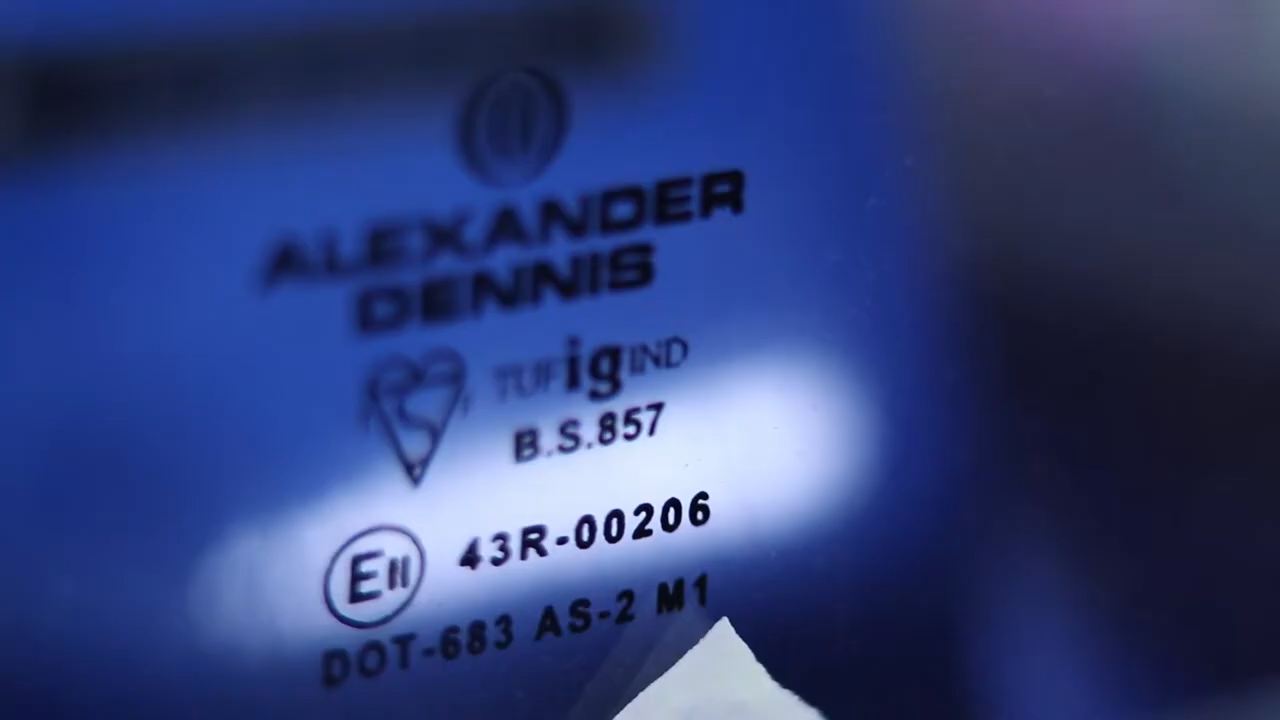 ALEXANDER
DENNIS
TUFigIND
B.S.857
E11 43R-00206
DOT-683 AS-2 M1